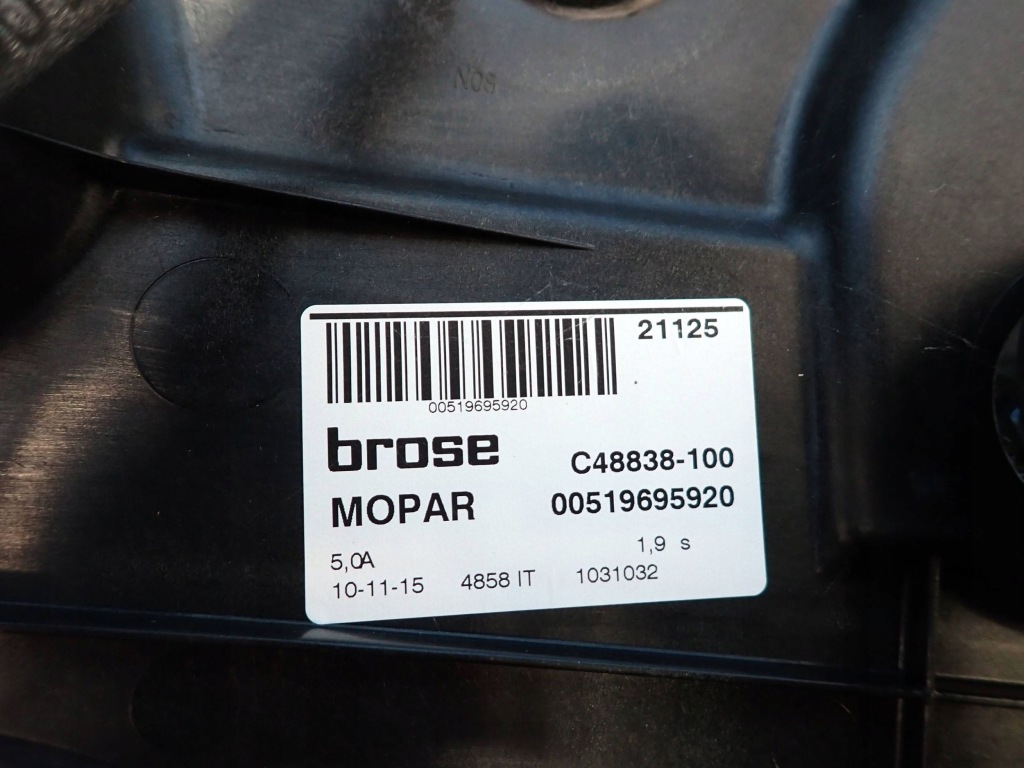 21125
00519695920
brose C48838-100
MOPAR 00519695920
5,0A 1,9 s
10-11-15 4858 IT 1031032